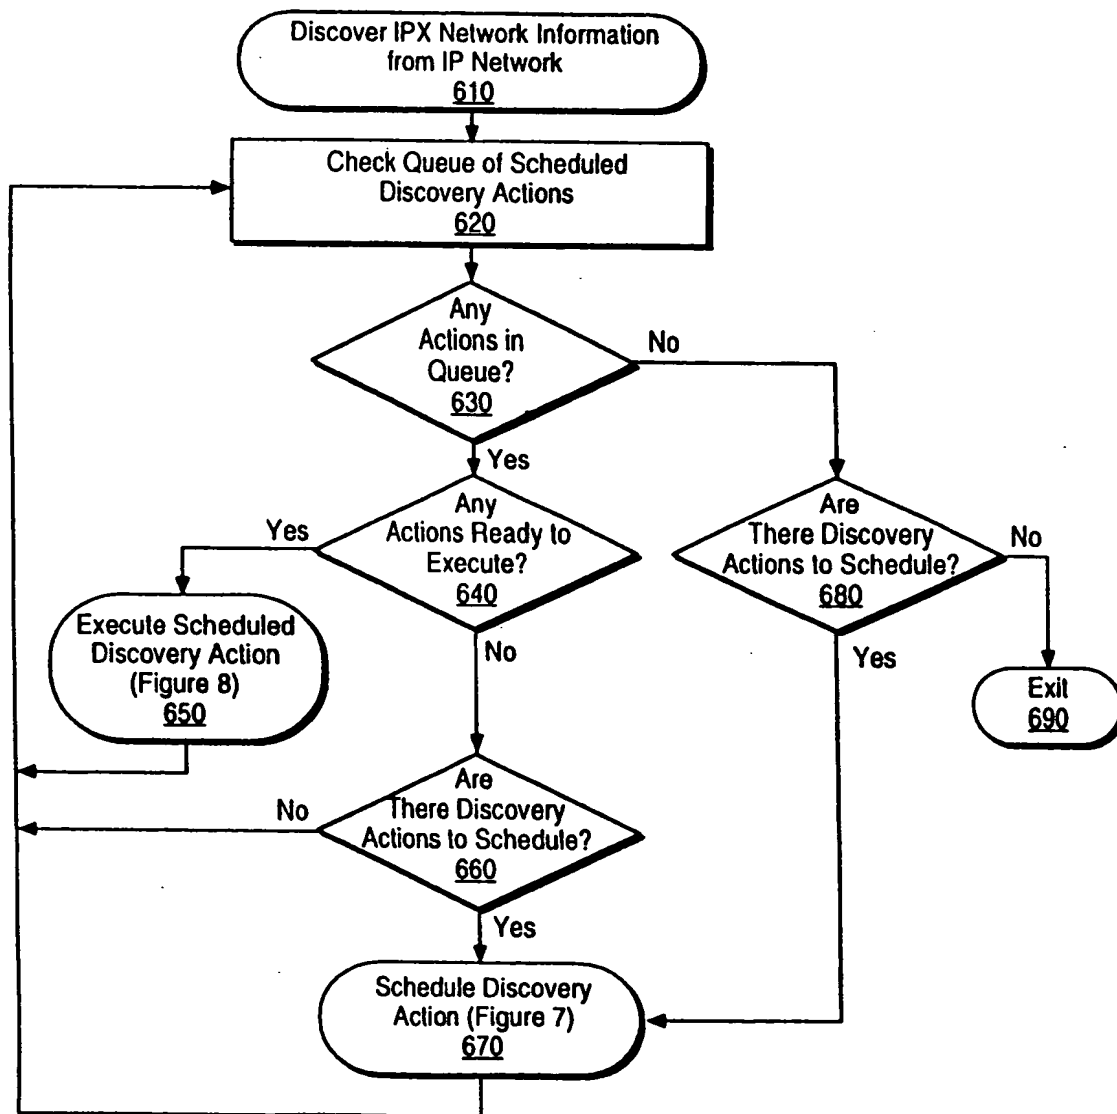 Discover IPX Network Information
from IP Network
610
Check Queue of Scheduled
Discovery Actions
620
Any
Actions in
Queue?
630
No
Yes
Any
Actions Ready to
Execute?
640
Yes
No
Are
There Discovery
Actions to Schedule?
680
No
Yes
Execute Scheduled
Discovery Action
(Figure 8)
650
Exit
690
Are
There Discovery
Actions to Schedule?
660
No
Yes
Schedule Discovery
Action (Figure 7)
670